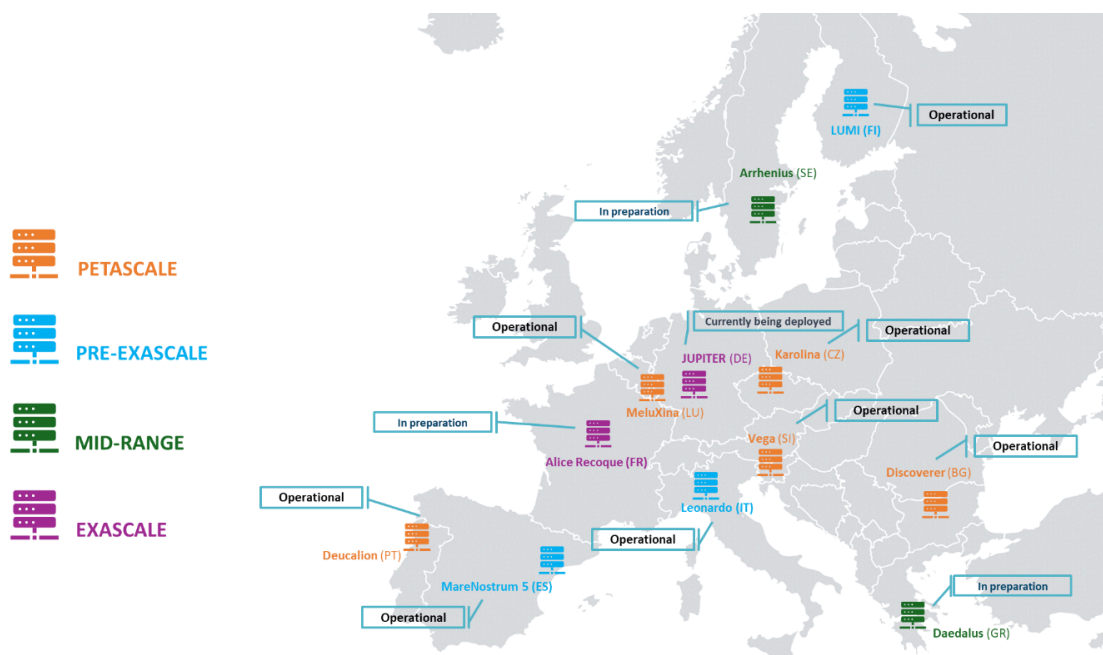 LUMI (FI)
Operational
Arrhenius (SE)
In preparation
PETASCALE
PRE-EXASCALE
MID-RANGE
EXASCALE
Operational
Currently being deployed
Operational
JUPITER (DE)
Karolina (CZ)
MeluXIna (LU)
In preparation
Operational
Alice Recoque (FR)
Vega (SI)
Operational
Discoverer (BG)
Operational
Leonardo (IT)
Operational
Deucalion (PT)
MareNostrum 5 (ES)
Operational
In preparation
Daedalus (GR)